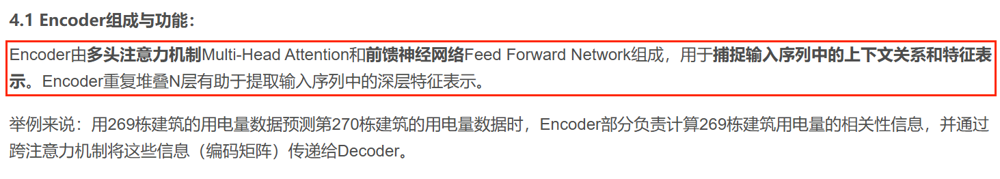 4.1 Encoder组成与功能：
Encoder由多头注意力机制Multi-Head Attention和前馈神经网络Feed Forward Network组成，用于捕捉输入序列中的上下文关系和特征表
示。Encoder重复堆叠N层有助于提取输入序列中的深层特征表示。
举例来说：用269栋建筑的用电量数据预测第270栋建筑的用电量数据时，Encoder部分负责计算269栋建筑用电量的相关性信息，并通过
跨注意力机制将这些信息（编码矩阵）传递给Decoder。